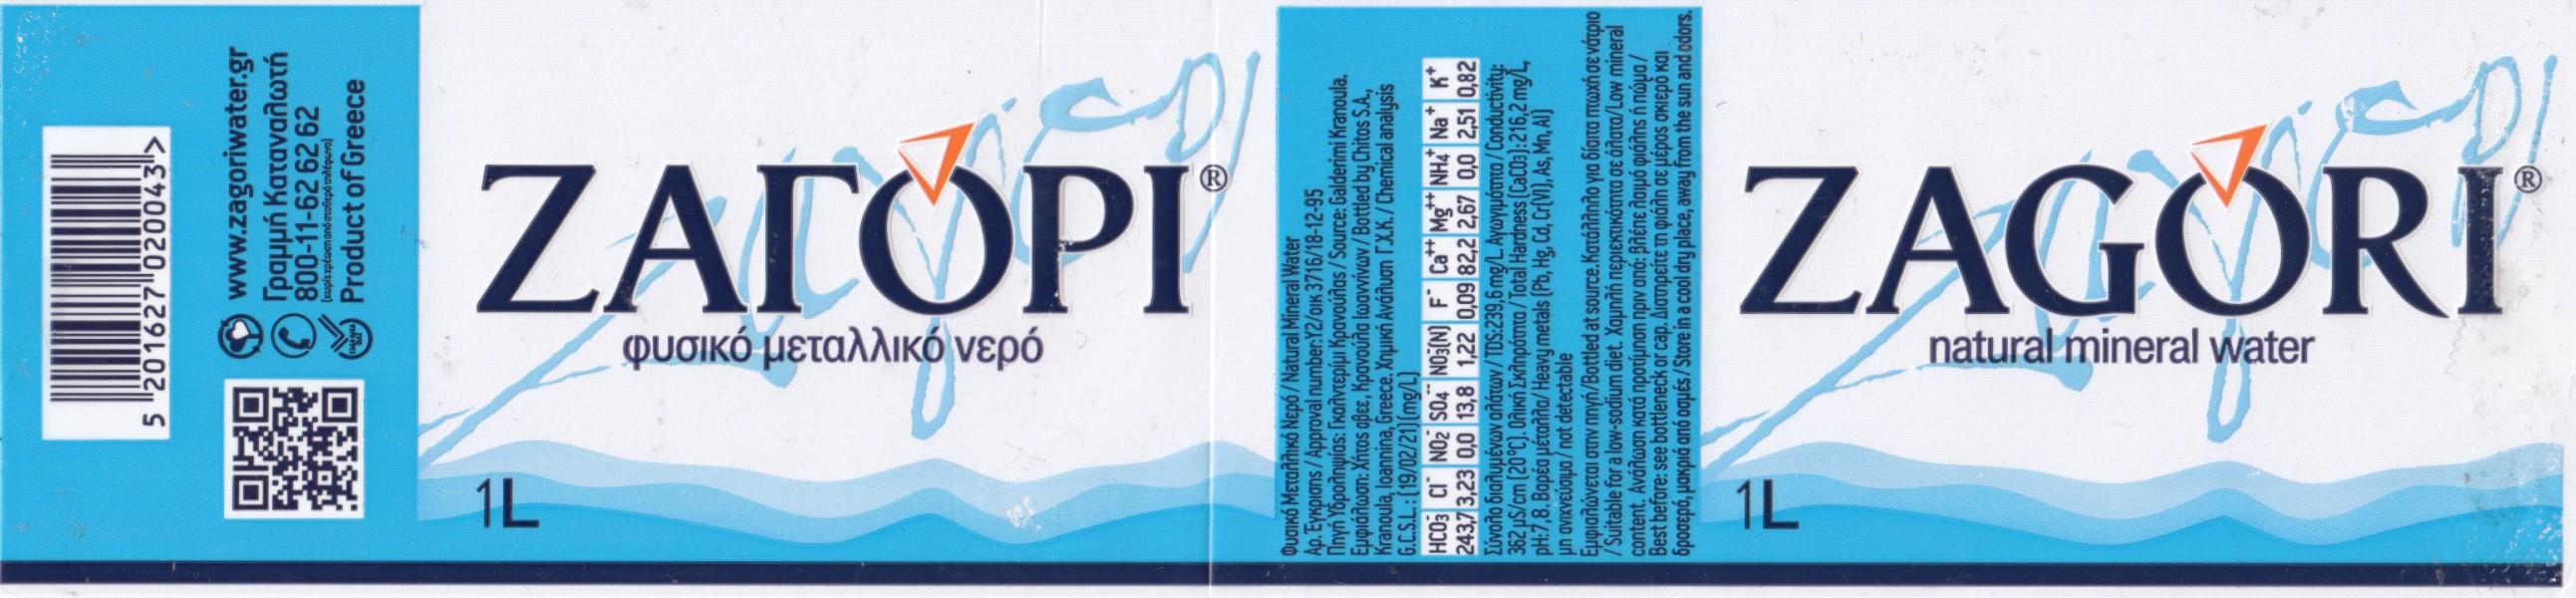 5 201627 020043 >
www.zagoriwater.gr
Γραμμή Καταναλωτή
800-11-62 62 62
(χωρίς χρέωση από σταθερό τηλέφωνο)
Product of Greece
ΖΑΓΟΡΙ®
φυσικό μεταλλικό νερό
1L
Φυσικό Μεταλλικό Νερό / Natural Mineral Water
Αρ. Έγκρισης / Approval number: Υ2/οικ 3716/18-12-95
Πηγή Υδροληψίας: Γκαλντερίμι Κρανούλας / Source: Galderimi Kranoula.
Εμφιάλωση: Χήτος αβεε, Κρανούλα Ιωαννίνων / Bottled by Chitos S.A.,
Kranoula, Ioannina, Greece. Χημική Ανάλυση Γ.Χ.Κ. / Chemical analysis
G.C.S.L.: (19/02/21) (mg/L)
HCO₃⁻ Cl⁻ NO₂⁻ SO₄⁻⁻ NO₃⁻(N) F⁻ Ca⁺⁺ Mg⁺⁺ NH₄⁺ Na⁺ K⁺
243,7 3,23 0,0 13,8 1,22 0,09 82,2 2,67 0,0 2,51 0,82
Σύνολο διαλυμένων αλάτων / TDS:239,6 mg/L. Αγωγιμότητα / Conductivity:
362 μS/cm (20°C). Ολική Σκληρότητα / Total Hardness (CaCO₃): 216,2 mg/L,
pH:7,8. Βαρέα μέταλλα/ Heavy metals (Pb, Hg, Cd, Cr(VI), As, Mn, Al)
μη ανιχνεύσιμα / not detectable
Εμφιαλώνεται στην πηγή /Bottled at source. Κατάλληλο για δίαιτα πτωχή σε νάτριο
/ Suitable for a low-sodium diet. Χαμηλή περιεκτικότητα σε άλατα/Low mineral
content. Ανάλωση κατά προτίμηση πριν από: βλέπε λαιμό φιάλης ή πώμα /
Best before: see bottleneck or cap. Διατηρείτε τη φιάλη σε μέρος σκιερό και
δροσερό, μακριά από οσμές / Store in a cool dry place, away from the sun and odors.
ZAGORI®
natural mineral water
1L